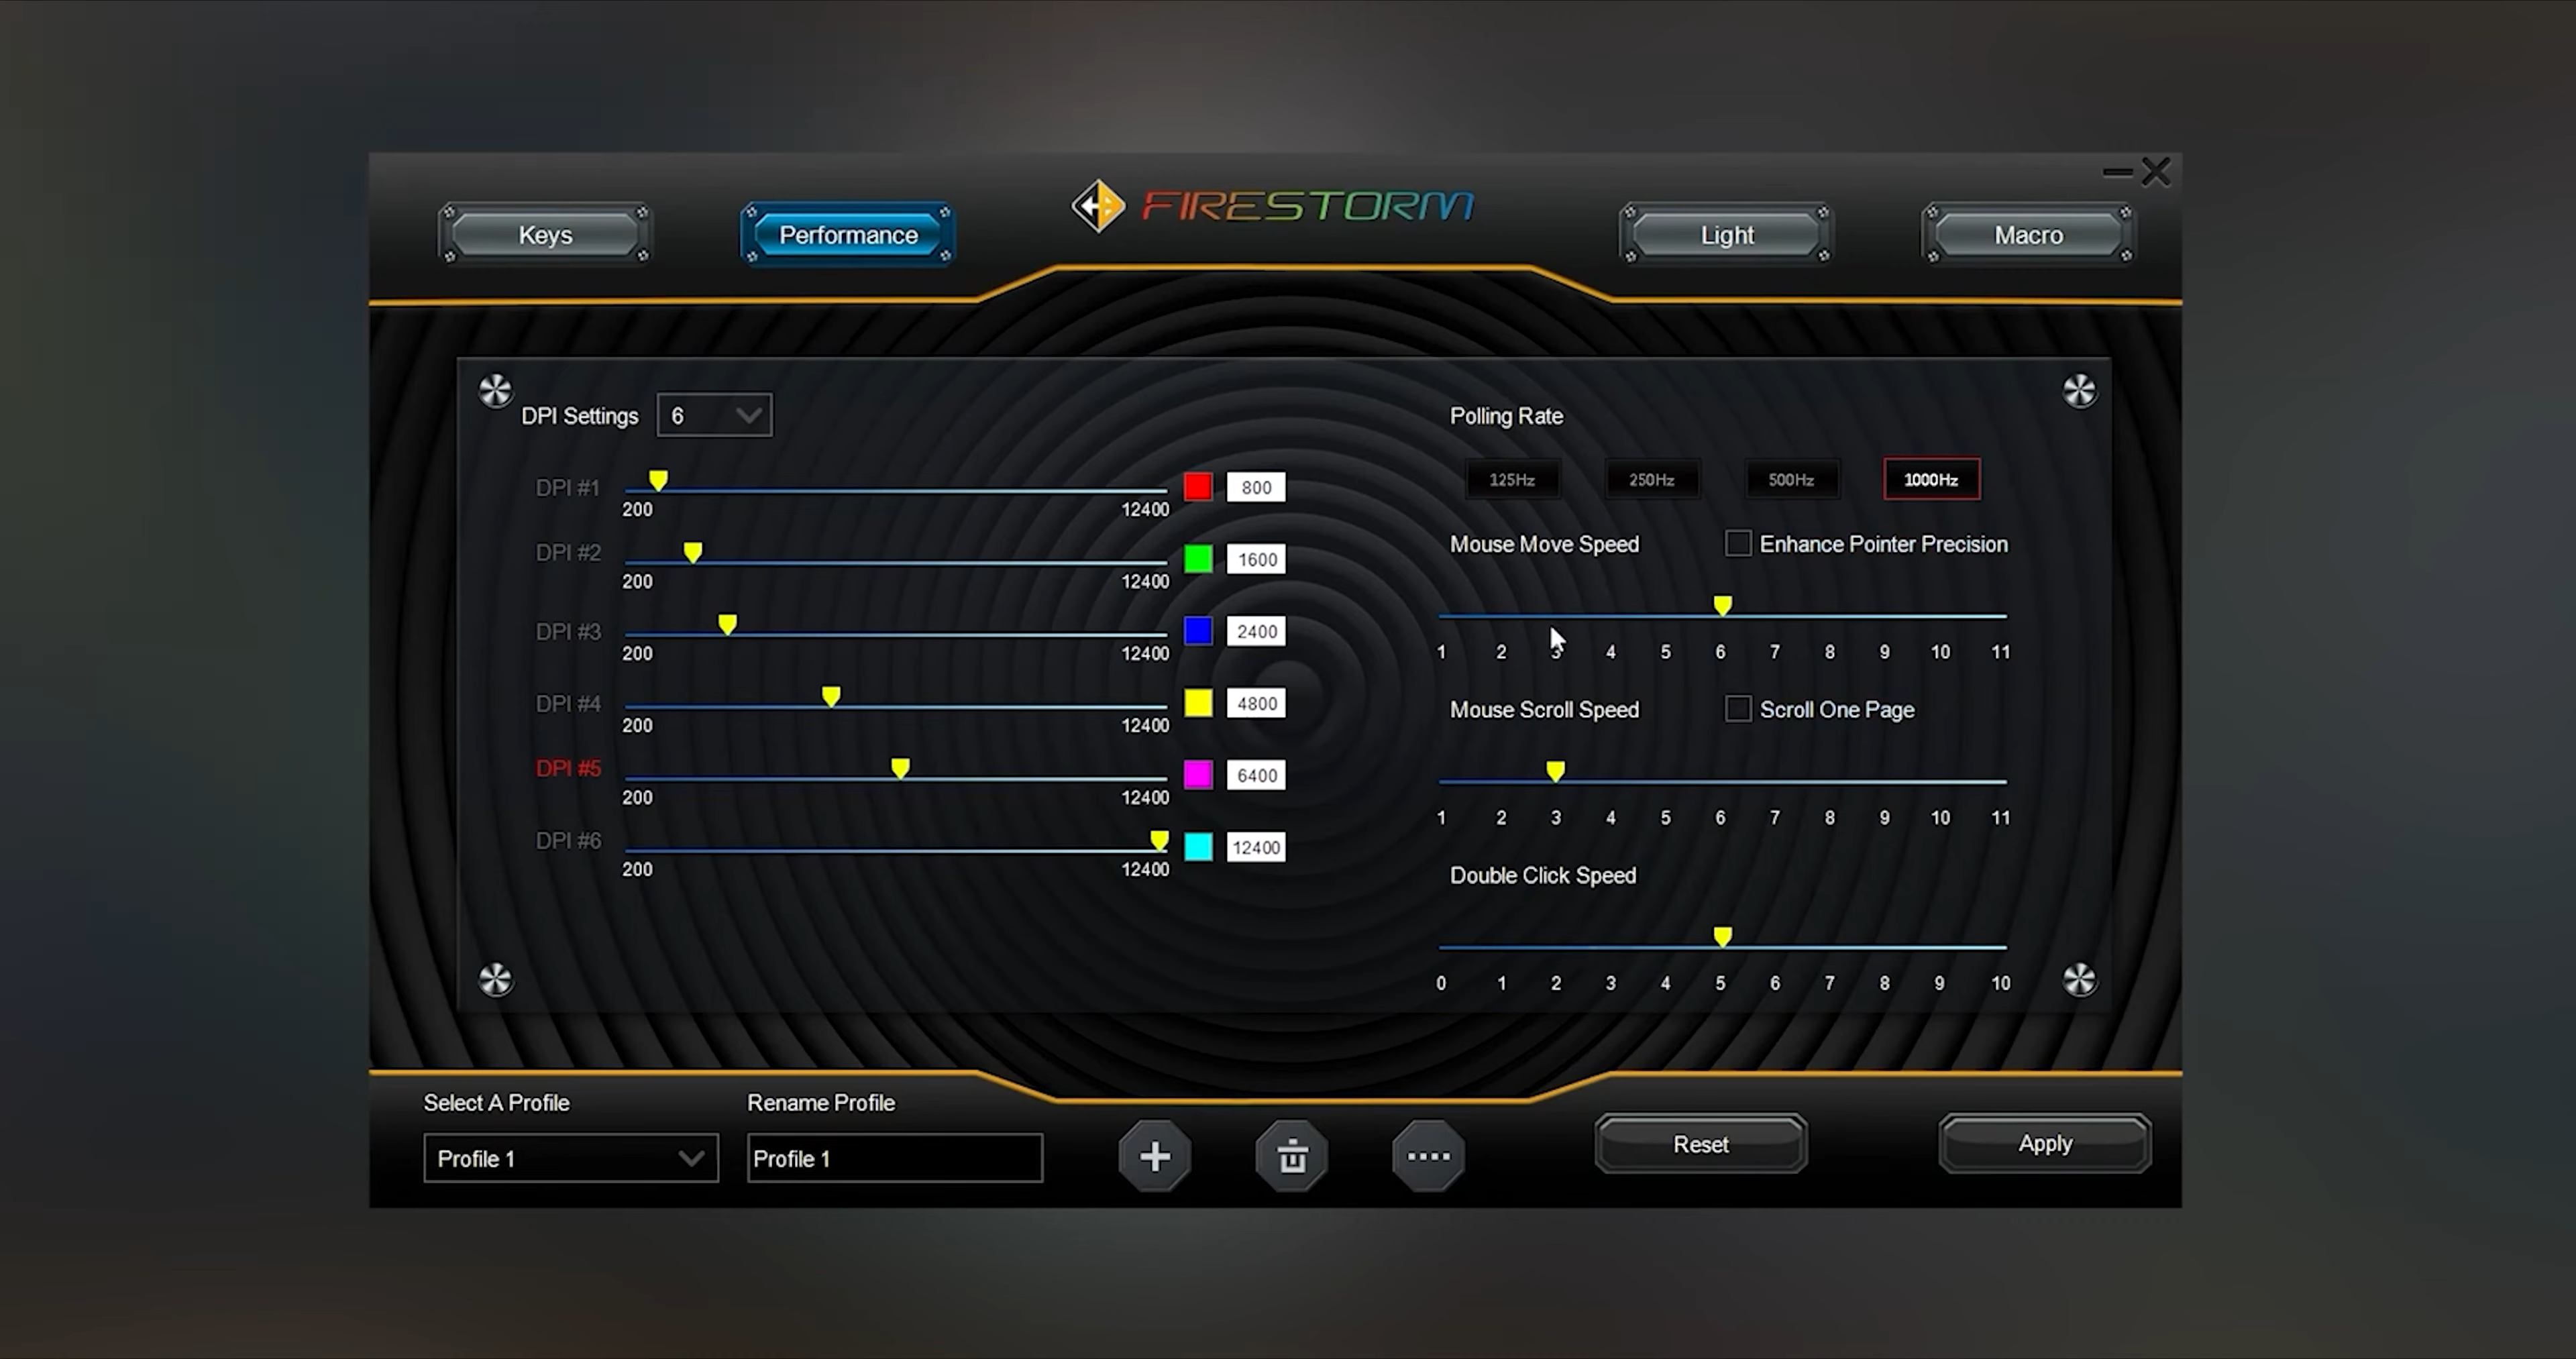 FIRESTORM
Keys
Performance
Light
Macro
DPI Settings 6
DPI #1 800
200 12400
DPI #2 1600
200 12400
DPI #3 2400
200 12400
DPI #4 4800
200 12400
DPI #5 6400
200 12400
DPI #6 12400
200 12400
Polling Rate
125Hz 250Hz 500Hz 1000Hz
Mouse Move Speed Enhance Pointer Precision
1 2 3 4 5 6 7 8 9 10 11
Mouse Scroll Speed Scroll One Page
1 2 3 4 5 6 7 8 9 10 11
Double Click Speed
0 1 2 3 4 5 6 7 8 9 10
Select A Profile
Profile 1
Rename Profile
Profile 1
Reset
Apply